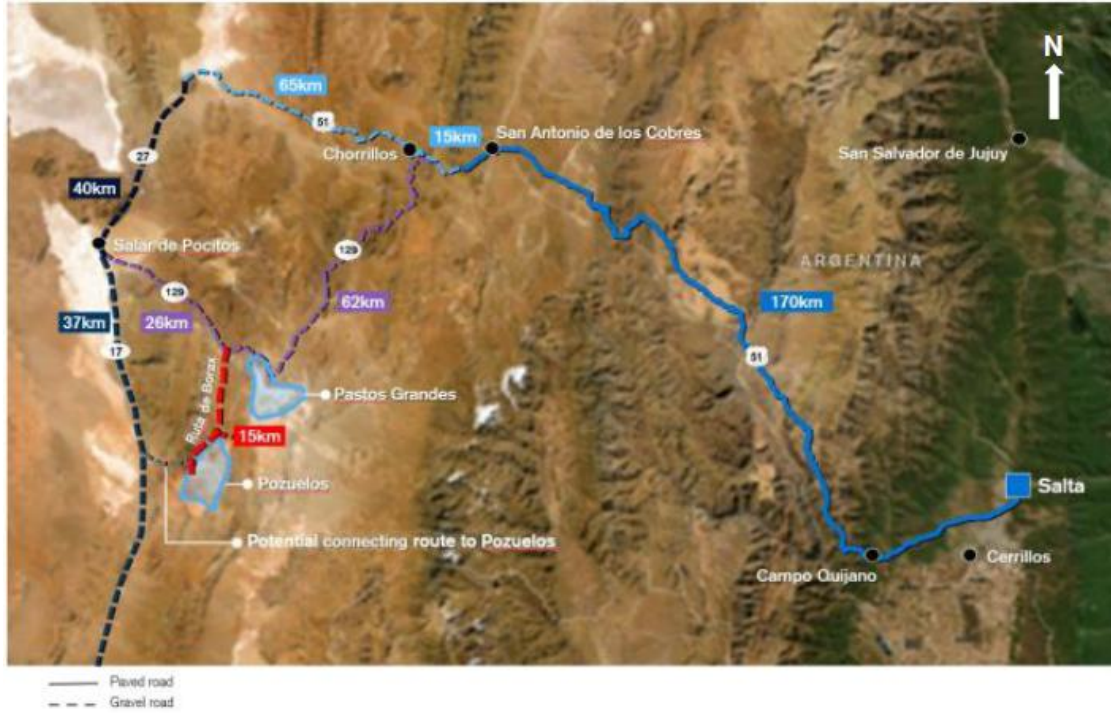 N
65km
51
15km
San Antonio de los Cobres
Chorrillos
San Salvador de Jujuy
27
40km
Salar de Pocitos
129
ARGENTINA
129
62km
170km
37km
26km
17
51
Ruta de Borax
Pastos Grandes
15km
Pozuelos
Salta
Potential connecting route to Pozuelos
Campo Quijano
Cerrillos
Paved road
Gravel road